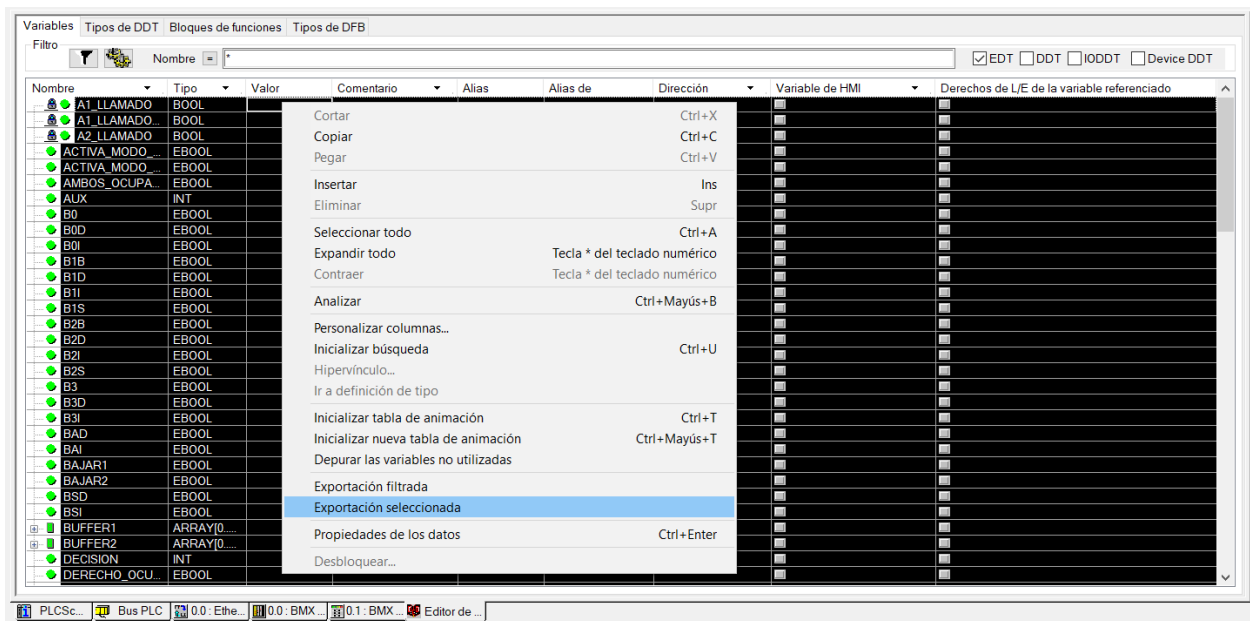 Variables Tipos de DDT Bloques de funciones Tipos de DFB
Filtro
Nombre = * EDT DDT IODDT Device DDT
Nombre Tipo Valor Comentario Alias Alias de Dirección Variable de HMI Derechos de L/E de la variable referenciado
A1_LLAMADO BOOL
A1_LLAMADO... BOOL
A2_LLAMADO BOOL
ACTIVA_MODO_... EBOOL
ACTIVA_MODO_... EBOOL
AMBOS_OCUPA... EBOOL
AUX INT
B0 EBOOL
B0D EBOOL
B0I EBOOL
B1B EBOOL
B1D EBOOL
B1I EBOOL
B1S EBOOL
B2B EBOOL
B2D EBOOL
B2I EBOOL
B2S EBOOL
B3 EBOOL
B3D EBOOL
B3I EBOOL
BAD EBOOL
BAI EBOOL
BAJAR1 EBOOL
BAJAR2 EBOOL
BSD EBOOL
BSI EBOOL
BUFFER1 ARRAY[0.....
BUFFER2 ARRAY[0.....
DECISION INT
DERECHO_OCU... EBOOL
Cortar Ctrl+X
Copiar Ctrl+C
Pegar Ctrl+V
Insertar Ins
Eliminar Supr
Seleccionar todo Ctrl+A
Expandir todo Tecla * del teclado numérico
Contraer Tecla * del teclado numérico
Analizar Ctrl+Mayús+B
Personalizar columnas...
Inicializar búsqueda Ctrl+U
Hipervínculo...
Ir a definición de tipo
Inicializar tabla de animación Ctrl+T
Inicializar nueva tabla de animación Ctrl+Mayús+T
Depurar las variables no utilizadas
Exportación filtrada
Exportación seleccionada
Propiedades de los datos Ctrl+Enter
Desbloquear...
PLCSc... Bus PLC 0.0 : Ethe... 0.0 : BMX ... 0.1 : BMX ... Editor de ...